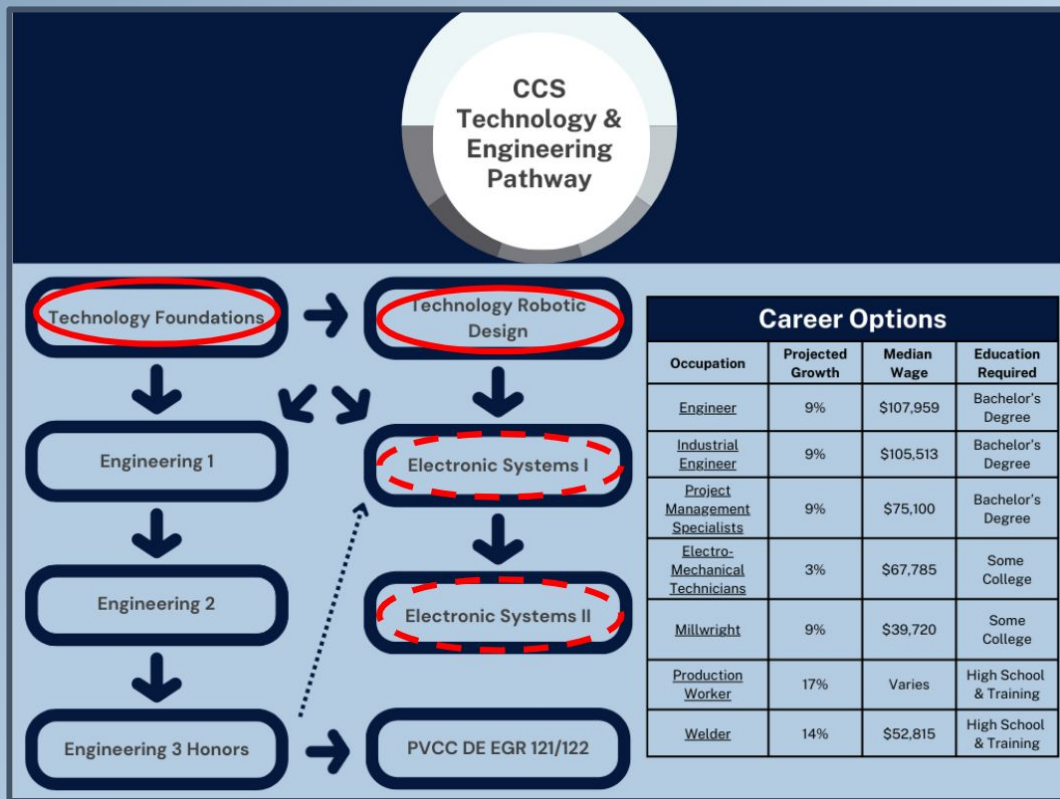 CCS
Technology &
Engineering
Pathway
Technology Foundations
Technology Robotic
Design
Engineering 1
Electronic Systems I
Engineering 2
Electronic Systems II
Engineering 3 Honors
PVCC DE EGR 121/122
Career Options
Occupation
Projected
Growth
Median
Wage
Education
Required
Engineer
9%
$107,959
Bachelor's
Degree
Industrial
Engineer
9%
$105,513
Bachelor's
Degree
Project
Management
Specialists
9%
$75,100
Bachelor's
Degree
Electro-
Mechanical
Technicians
3%
$67,785
Some
College
Millwright
9%
$39,720
Some
College
Production
Worker
17%
Varies
High School
& Training
Welder
14%
$52,815
High School
& Training